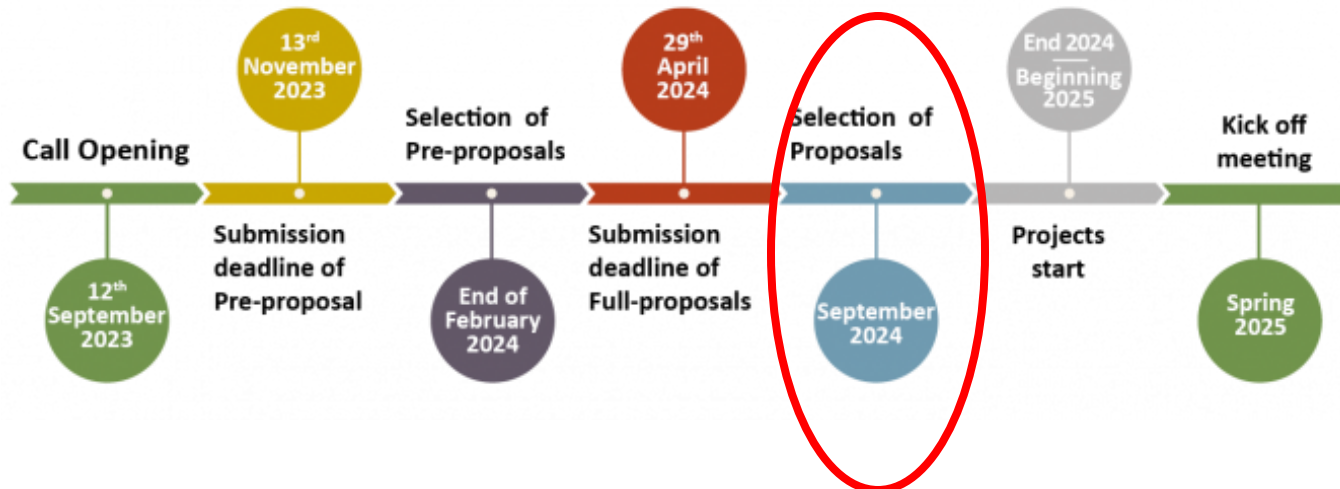 Call Opening
12th
September
2023
13rd
November
2023
Submission
deadline of
Pre-proposal
Selection of
Pre-proposals
End of
February
2024
29th
April
2024
Submission
deadline of
Full-proposals
Selection of
Proposals
September
2024
End 2024
Beginning
2025
Projects
start
Kick off
meeting
Spring
2025